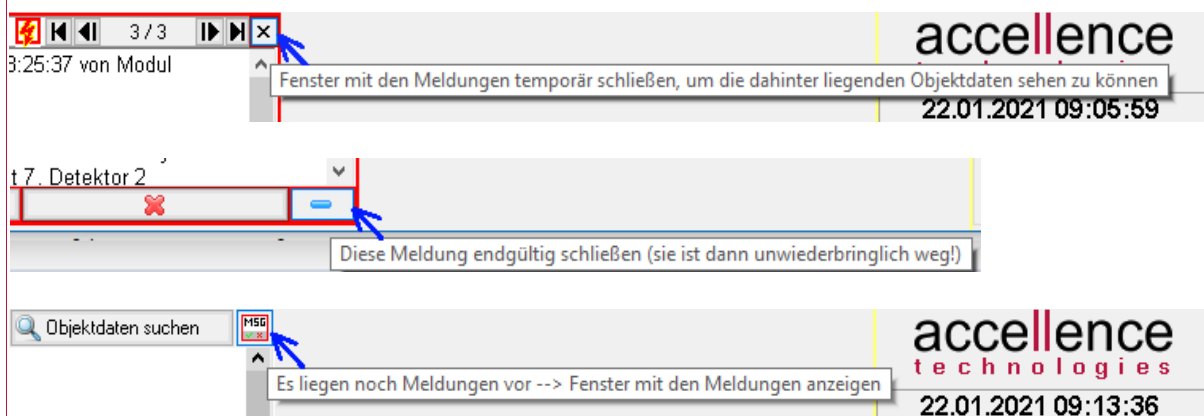 3 / 3
accellence
8:25:37 von Modul
Fenster mit den Meldungen temporär schließen, um die dahinter liegenden Objektdaten sehen zu können
22.01.2021 09:05:59
t 7. Detektor 2
Diese Meldung endgültig schließen (sie ist dann unwiederbringlich weg!)
Objektdaten suchen
MSG
accellence
technologies
Es liegen noch Meldungen vor --> Fenster mit den Meldungen anzeigen
22.01.2021 09:13:36